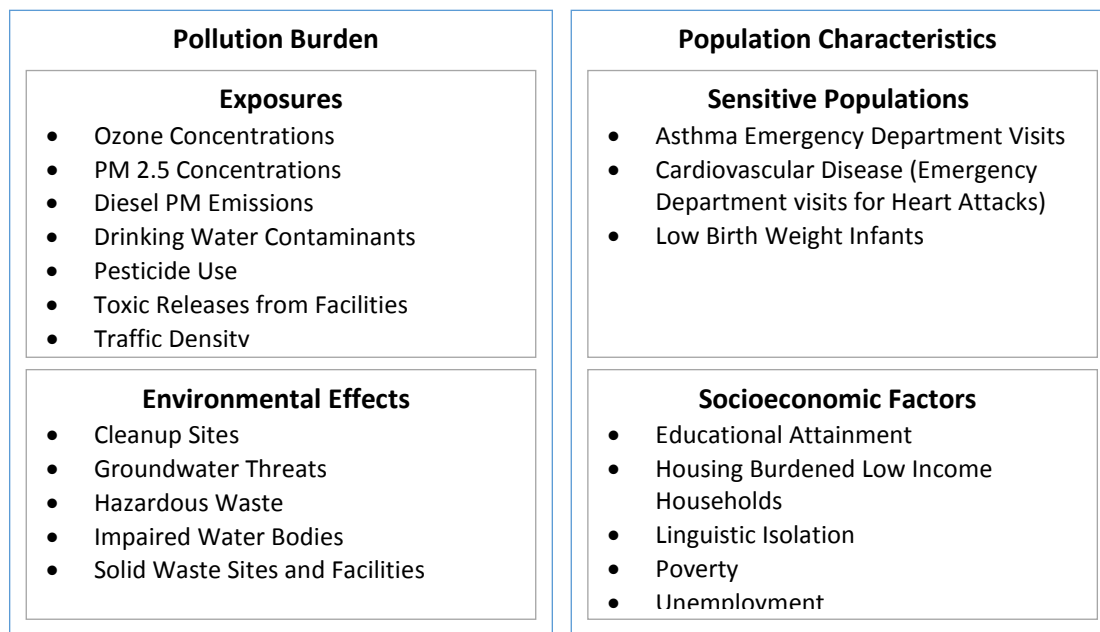 Pollution Burden
Exposures
• Ozone Concentrations
• PM 2.5 Concentrations
• Diesel PM Emissions
• Drinking Water Contaminants
• Pesticide Use
• Toxic Releases from Facilities
• Traffic Density
Environmental Effects
• Cleanup Sites
• Groundwater Threats
• Hazardous Waste
• Impaired Water Bodies
• Solid Waste Sites and Facilities
Population Characteristics
Sensitive Populations
• Asthma Emergency Department Visits
• Cardiovascular Disease (Emergency
Department visits for Heart Attacks)
• Low Birth Weight Infants
Socioeconomic Factors
• Educational Attainment
• Housing Burdened Low Income
Households
• Linguistic Isolation
• Poverty
• Unemployment